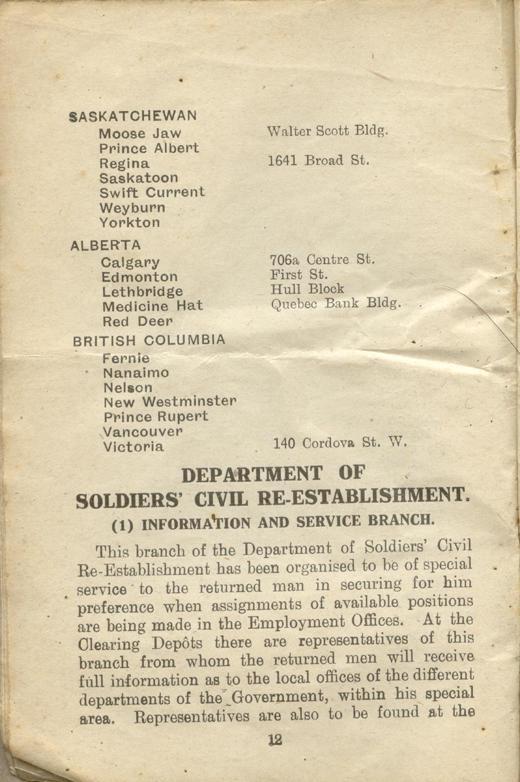 SASKATCHEWAN
Moose Jaw Walter Scott Bldg.
Prince Albert
Regina 1641 Broad St.
Saskatoon
Swift Current
Weyburn
Yorkton
ALBERTA
Calgary 706a Centre St.
Edmonton First St.
Lethbridge Hull Block
Medicine Hat Quebec Bank Bldg.
Red Deer
BRITISH COLUMBIA
Fernie
Nanaimo
Nelson
New Westminster
Prince Rupert
Vancouver
Victoria 140 Cordova St. W.
DEPARTMENT OF
SOLDIERS' CIVIL RE-ESTABLISHMENT.
(1) INFORMATION AND SERVICE BRANCH.
This branch of the Department of Soldiers' Civil
Re-Establishment has been organised to be of special
service to the returned man in securing for him
preference when assignments of available positions
are being made in the Employment Offices. At the
Clearing Depôts there are representatives of this
branch from whom the returned men will receive
full information as to the local offices of the different
departments of the Government, within his special
area. Representatives are also to be found at the
12